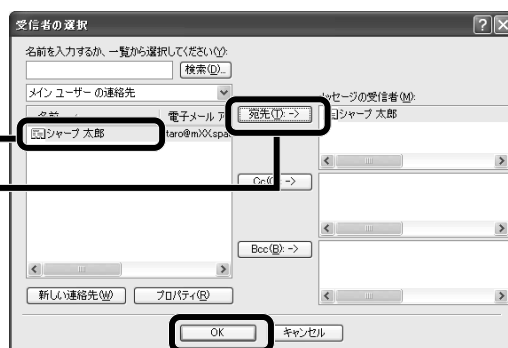 受信者の選択
名前を入力するか、一覧から選択してください(Y):
検索(D)...
メイン ユーザー の連絡先
メッセージの受信者(M):
名前
電子メール ア
宛先(T): ->
シャープ 太郎
シャープ 太郎
taro@mXX.spa
Cc(C): ->
Bcc(B): ->
新しい連絡先(W)
プロパティ(R)
OK
キャンセル